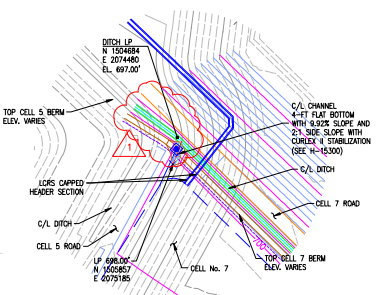 DITCH LP
N 1504684
E 2074480
EL. 697.00'
TOP CELL 5 BERM
ELEV. VARIES
C/L CHANNEL
4-FT FLAT BOTTOM
WITH 9.92% SLOPE AND
2:1 SIDE SLOPE WITH
CURLEX II STABILIZATION
(SEE H-15300)
1
C/L DITCH
LCRS CAPPED
HEADER SECTION
CELL 7 ROAD
C/L DITCH
CELL 5 ROAD
700
LP 698.00'
N 1505857
E 2075185
CELL No. 7
TOP CELL 7 BERM
ELEV. VARIES